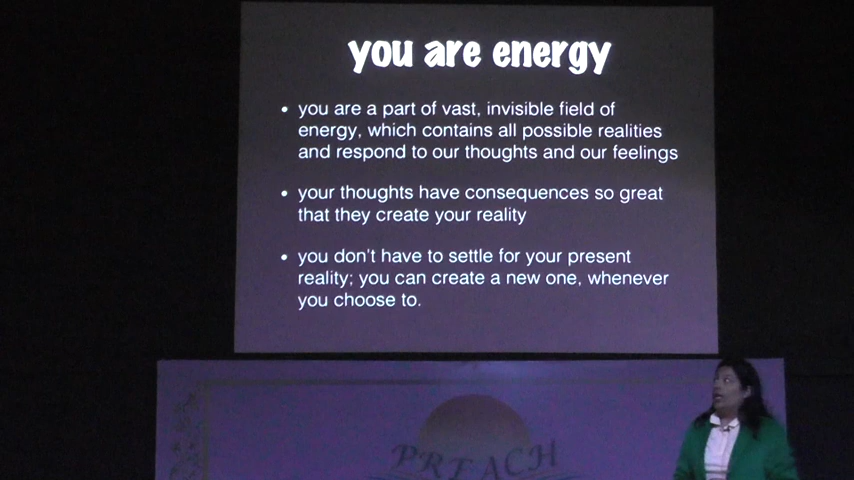 you are energy
• you are a part of vast, invisible field of
energy, which contains all possible realities
and respond to our thoughts and our feelings
• your thoughts have consequences so great
that they create your reality
• you don't have to settle for your present
reality; you can create a new one, whenever
you choose to.
PREACH